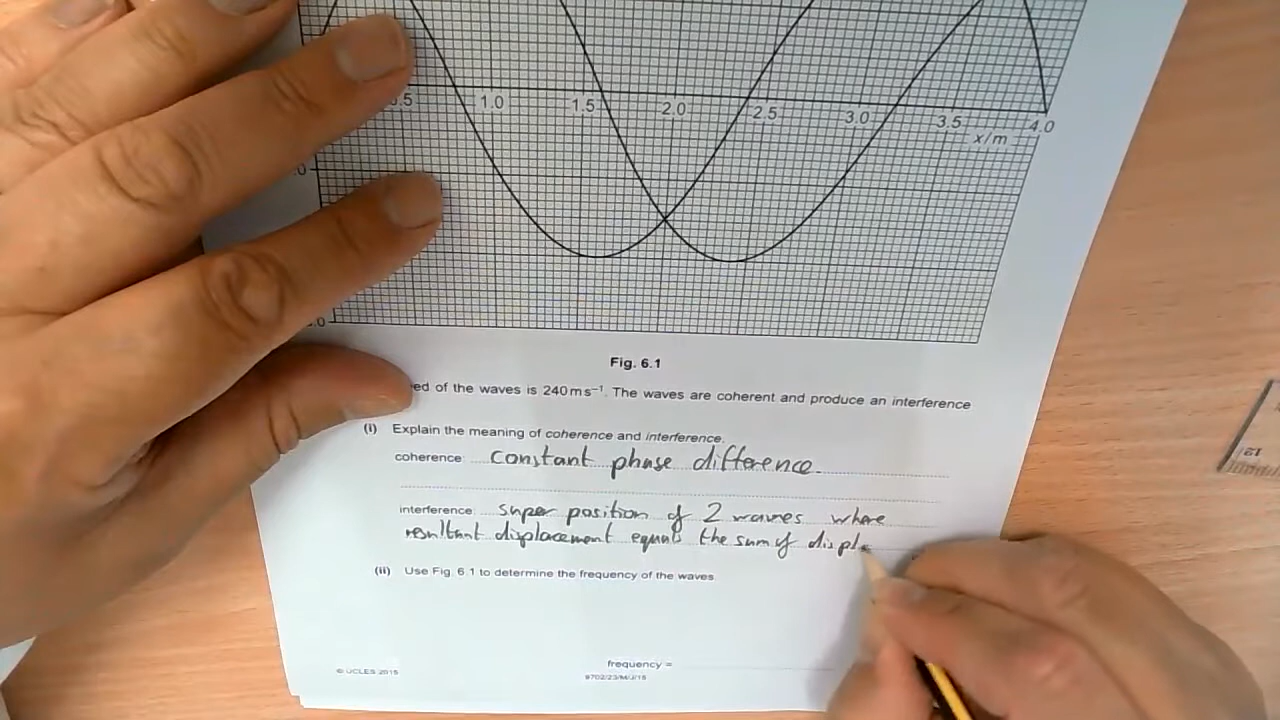 .5 1.0 1.5 2.0 2.5 3.0 3.5 4.0
x/m
.0
.0
Fig. 6.1
ed of the waves is 240 m s⁻¹. The waves are coherent and produce an interference
(i) Explain the meaning of coherence and interference.
coherence: constant phase difference.
interference: super position of 2 waves where
resultant displacement equals the sum of displa
(ii) Use Fig. 6.1 to determine the frequency of the waves
frequency =
© UCLES 2015
9702/23/M/J/15